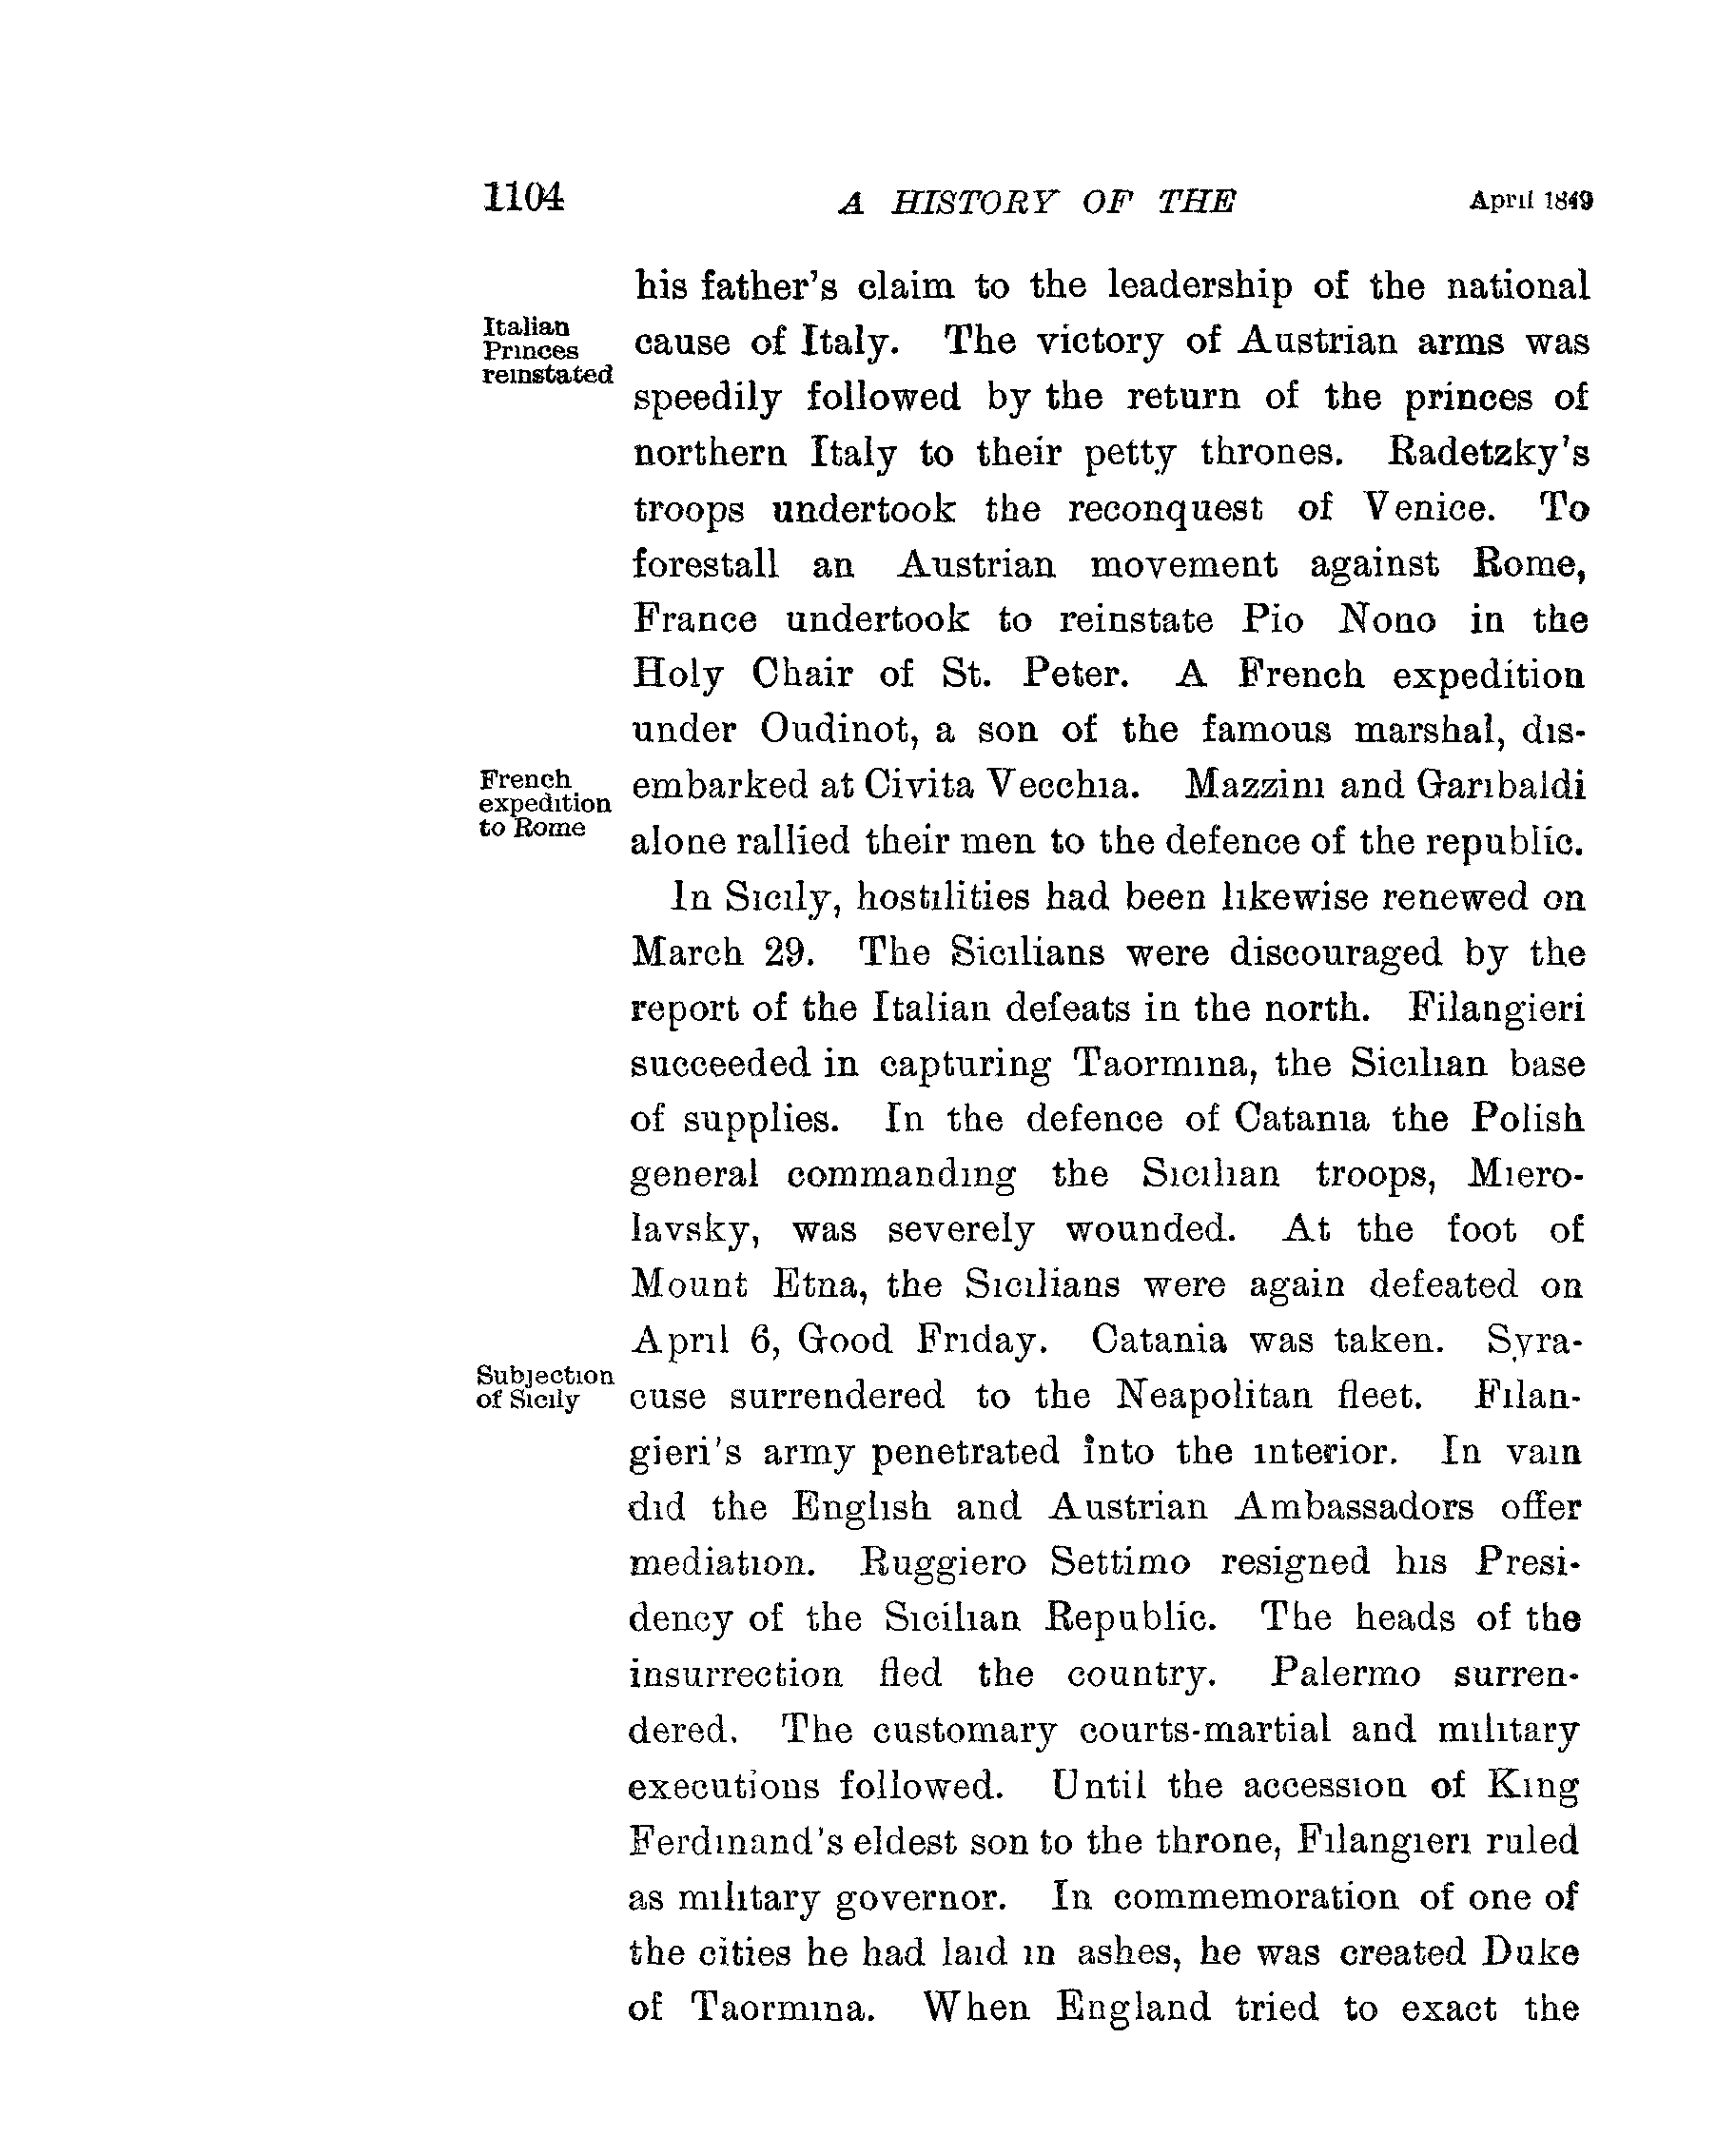 1104 A HISTORY OF THE April 1849
his father's claim to the leadership of the national
Italian
Princes
reinstated
cause of Italy. The victory of Austrian arms was
speedily followed by the return of the princes of
northern Italy to their petty thrones. Radetzky's
troops undertook the reconquest of Venice. To
forestall an Austrian movement against Rome,
France undertook to reinstate Pio Nono in the
Holy Chair of St. Peter. A French expedition
under Oudinot, a son of the famous marshal, dis-
French
expedition
to Rome
embarked at Civita Vecchia. Mazzini and Garibaldi
alone rallied their men to the defence of the republic.
In Sicily, hostilities had been likewise renewed on
March 29. The Sicilians were discouraged by the
report of the Italian defeats in the north. Filangieri
succeeded in capturing Taormina, the Sicilian base
of supplies. In the defence of Catania the Polish
general commanding the Sicilian troops, Miero-
lavsky, was severely wounded. At the foot of
Mount Etna, the Sicilians were again defeated on
April 6, Good Friday. Catania was taken. Syra-
Subjection
of Sicily
cuse surrendered to the Neapolitan fleet. Filan-
gieri's army penetrated into the interior. In vain
did the English and Austrian Ambassadors offer
mediation. Ruggiero Settimo resigned his Presi-
dency of the Sicilian Republic. The heads of the
insurrection fled the country. Palermo surren-
dered. The customary courts-martial and military
executions followed. Until the accession of King
Ferdinand's eldest son to the throne, Filangieri ruled
as military governor. In commemoration of one of
the cities he had laid in ashes, he was created Duke
of Taormina. When England tried to exact the